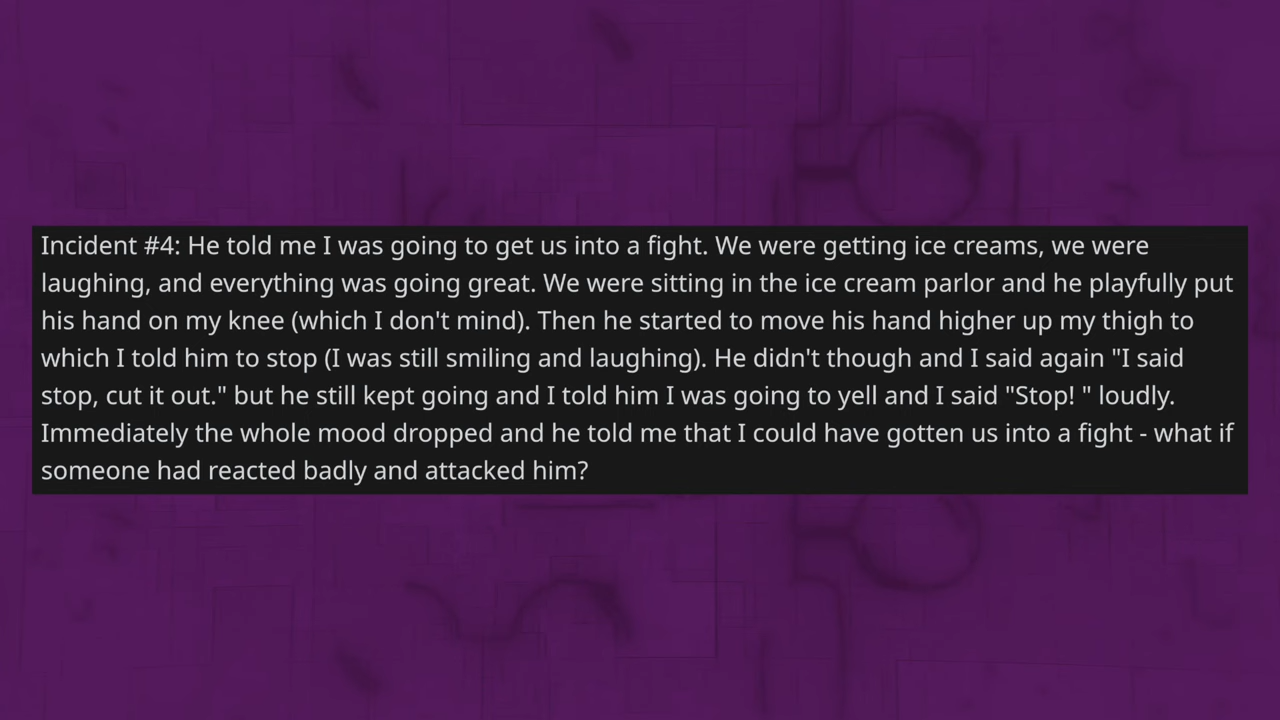 Incident #4: He told me I was going to get us into a fight. We were getting ice creams, we were
laughing, and everything was going great. We were sitting in the ice cream parlor and he playfully put
his hand on my knee (which I don't mind). Then he started to move his hand higher up my thigh to
which I told him to stop (I was still smiling and laughing). He didn't though and I said again "I said
stop, cut it out." but he still kept going and I told him I was going to yell and I said "Stop! " loudly.
Immediately the whole mood dropped and he told me that I could have gotten us into a fight - what if
someone had reacted badly and attacked him?